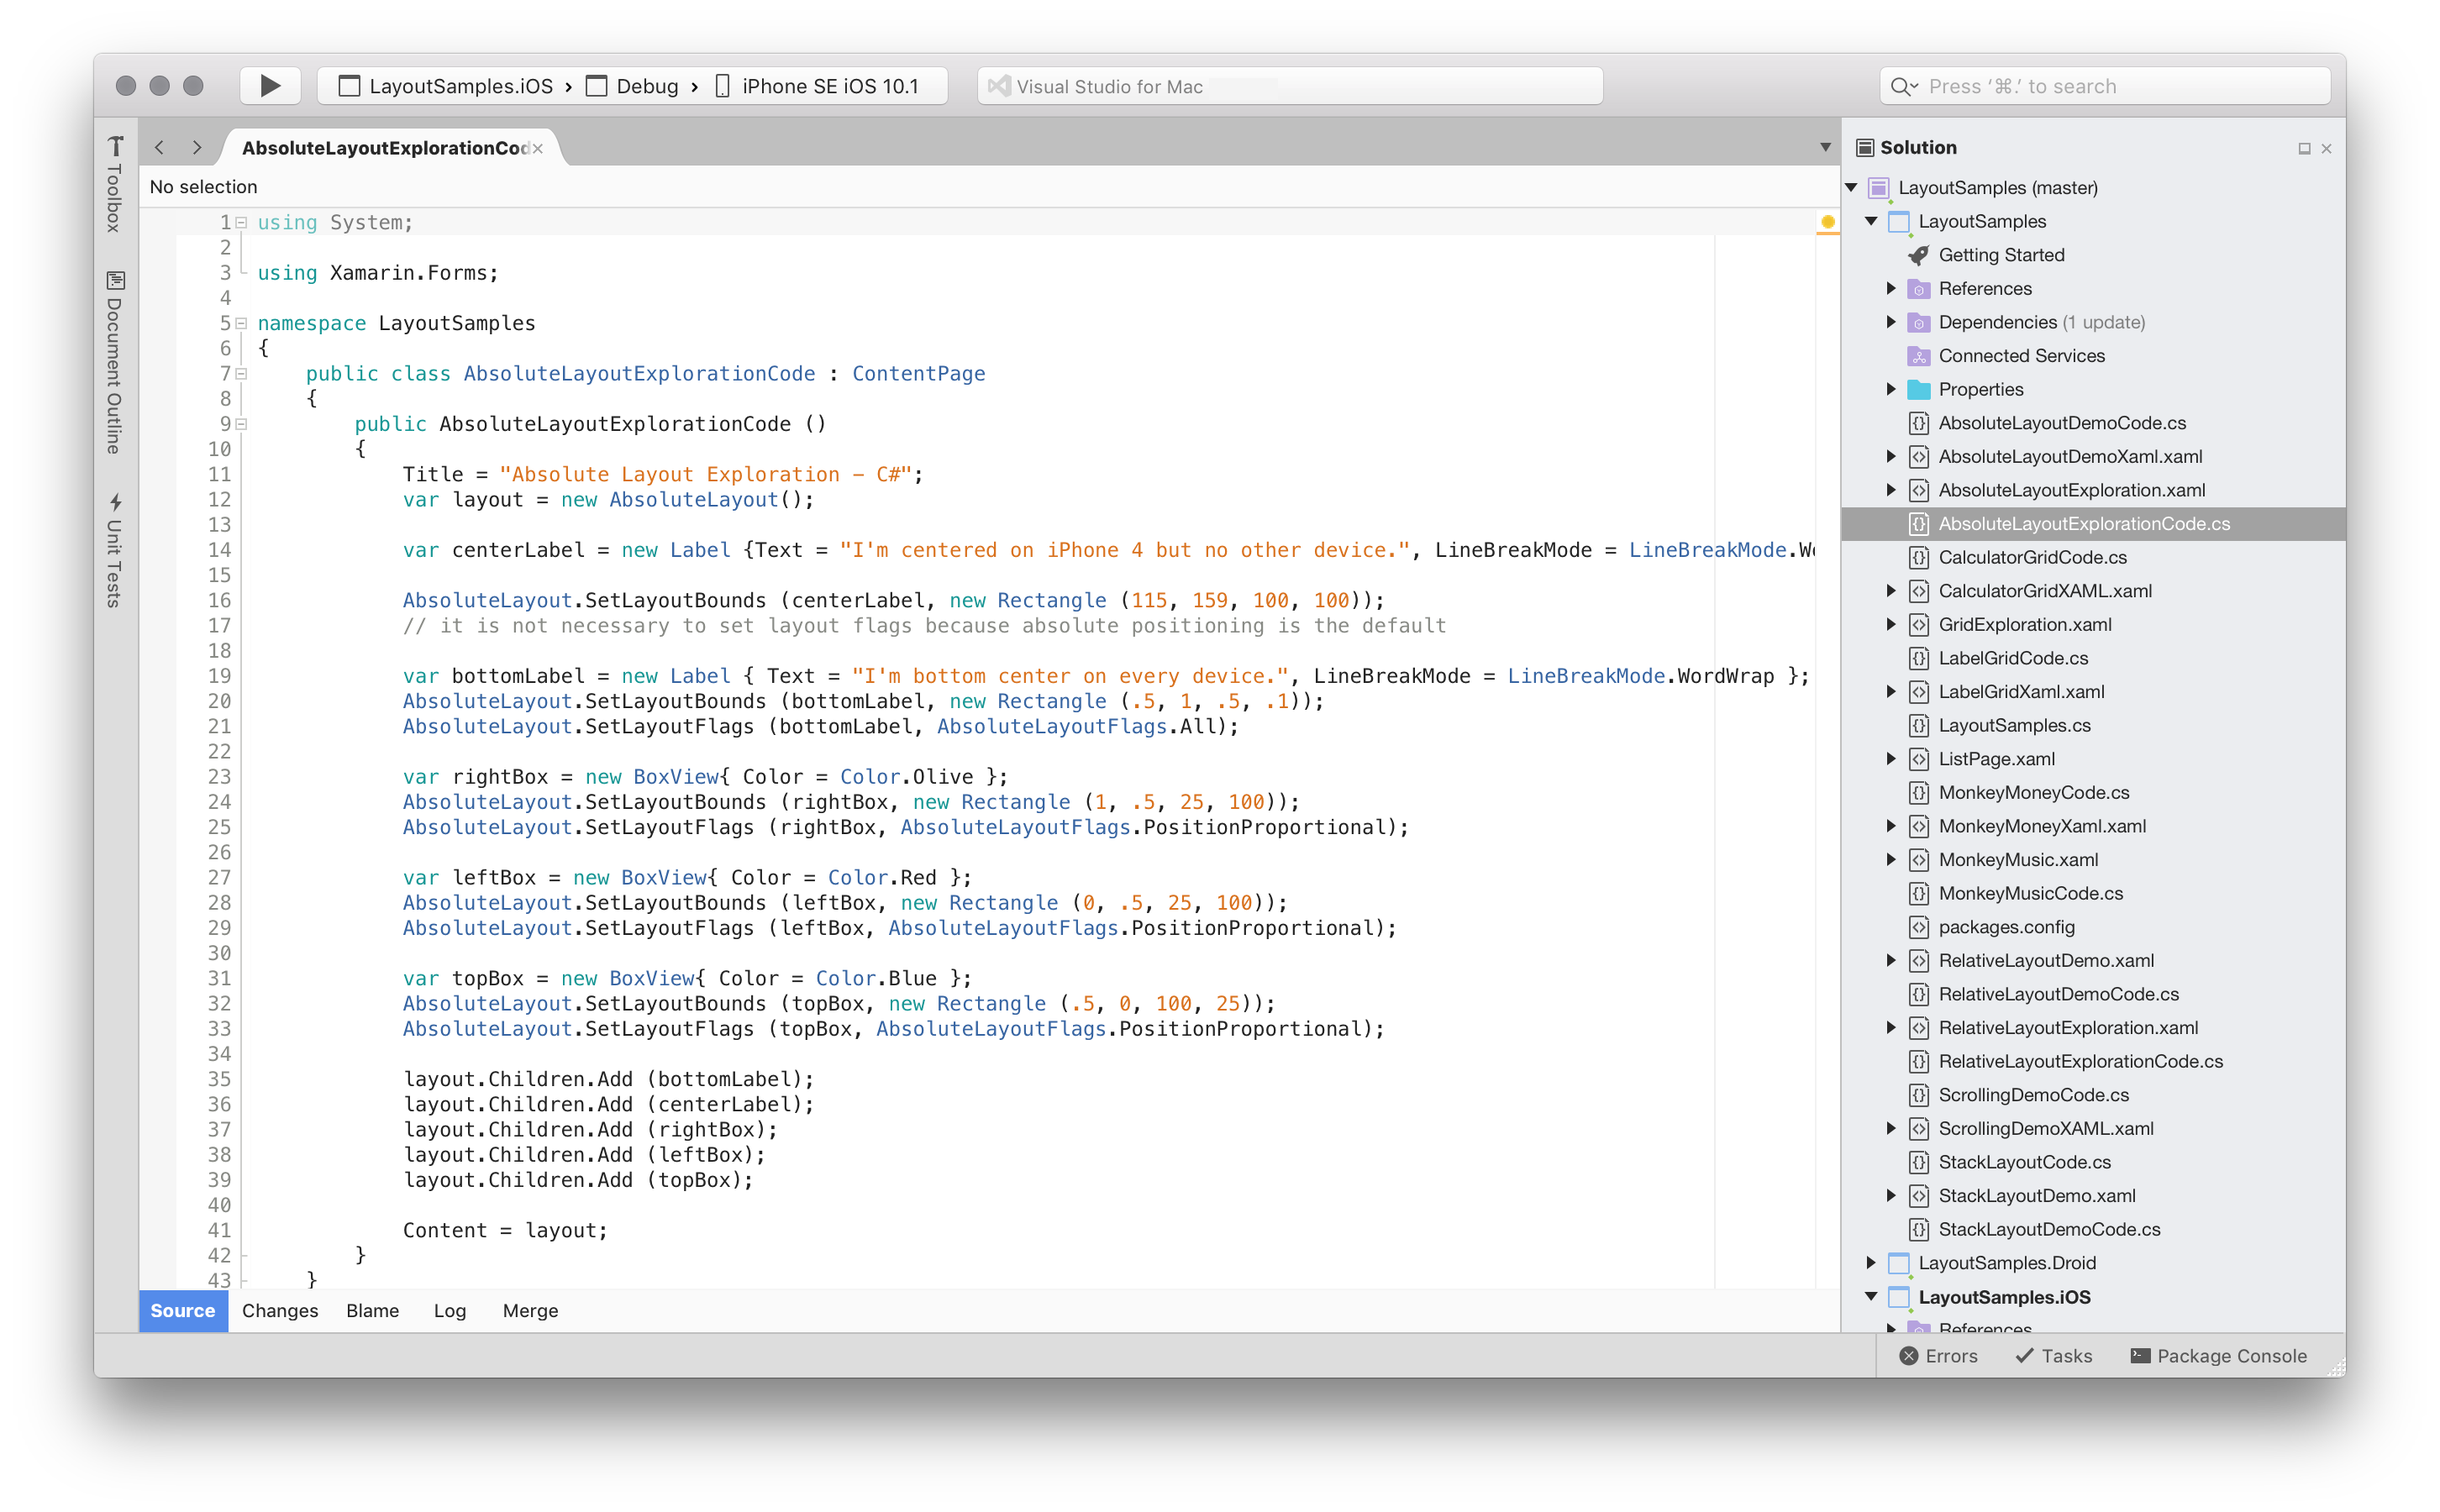 LayoutSamples.iOS › Debug › iPhone SE iOS 10.1
Visual Studio for Mac
Press ‘⌘.’ to search
Toolbox
Document Outline
Unit Tests
AbsoluteLayoutExplorationCod
No selection
1 using System;
2
3 using Xamarin.Forms;
4
5 namespace LayoutSamples
6 {
7 public class AbsoluteLayoutExplorationCode : ContentPage
8 {
9 public AbsoluteLayoutExplorationCode ()
10 {
11 Title = "Absolute Layout Exploration – C#";
12 var layout = new AbsoluteLayout();
13
14 var centerLabel = new Label {Text = "I'm centered on iPhone 4 but no other device.", LineBreakMode = LineBreakMode.W
15
16 AbsoluteLayout.SetLayoutBounds (centerLabel, new Rectangle (115, 159, 100, 100));
17 // it is not necessary to set layout flags because absolute positioning is the default
18
19 var bottomLabel = new Label { Text = "I'm bottom center on every device.", LineBreakMode = LineBreakMode.WordWrap };
20 AbsoluteLayout.SetLayoutBounds (bottomLabel, new Rectangle (.5, 1, .5, .1));
21 AbsoluteLayout.SetLayoutFlags (bottomLabel, AbsoluteLayoutFlags.All);
22
23 var rightBox = new BoxView{ Color = Color.Olive };
24 AbsoluteLayout.SetLayoutBounds (rightBox, new Rectangle (1, .5, 25, 100));
25 AbsoluteLayout.SetLayoutFlags (rightBox, AbsoluteLayoutFlags.PositionProportional);
26
27 var leftBox = new BoxView{ Color = Color.Red };
28 AbsoluteLayout.SetLayoutBounds (leftBox, new Rectangle (0, .5, 25, 100));
29 AbsoluteLayout.SetLayoutFlags (leftBox, AbsoluteLayoutFlags.PositionProportional);
30
31 var topBox = new BoxView{ Color = Color.Blue };
32 AbsoluteLayout.SetLayoutBounds (topBox, new Rectangle (.5, 0, 100, 25));
33 AbsoluteLayout.SetLayoutFlags (topBox, AbsoluteLayoutFlags.PositionProportional);
34
35 layout.Children.Add (bottomLabel);
36 layout.Children.Add (centerLabel);
37 layout.Children.Add (rightBox);
38 layout.Children.Add (leftBox);
39 layout.Children.Add (topBox);
40
41 Content = layout;
42 }
43 }
Source Changes Blame Log Merge
Solution
LayoutSamples (master)
LayoutSamples
Getting Started
References
Dependencies (1 update)
Connected Services
Properties
AbsoluteLayoutDemoCode.cs
AbsoluteLayoutDemoXaml.xaml
AbsoluteLayoutExploration.xaml
AbsoluteLayoutExplorationCode.cs
CalculatorGridCode.cs
CalculatorGridXAML.xaml
GridExploration.xaml
LabelGridCode.cs
LabelGridXaml.xaml
LayoutSamples.cs
ListPage.xaml
MonkeyMoneyCode.cs
MonkeyMoneyXaml.xaml
MonkeyMusic.xaml
MonkeyMusicCode.cs
packages.config
RelativeLayoutDemo.xaml
RelativeLayoutDemoCode.cs
RelativeLayoutExploration.xaml
RelativeLayoutExplorationCode.cs
ScrollingDemoCode.cs
ScrollingDemoXAML.xaml
StackLayoutCode.cs
StackLayoutDemo.xaml
StackLayoutDemoCode.cs
LayoutSamples.Droid
LayoutSamples.iOS
References
Errors Tasks Package Console